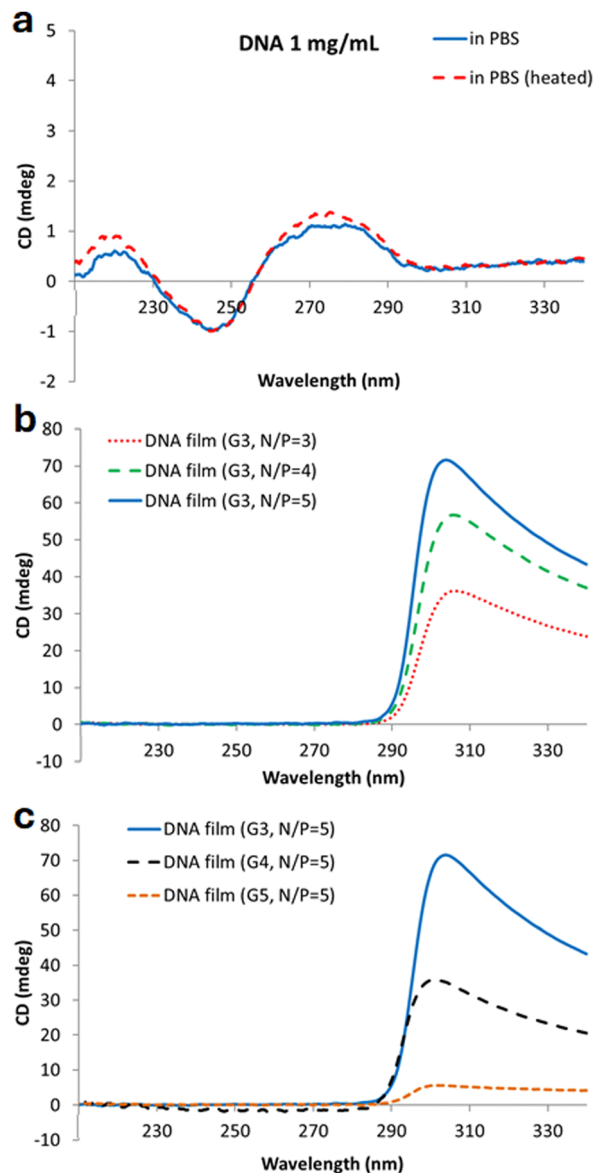 a
DNA 1 mg/mL
in PBS
in PBS (heated)
5
4
3
2
1
0
-1
-2
230
250
270
290
310
330
CD (mdeg)
Wavelength (nm)
b
DNA film (G3, N/P=3)
DNA film (G3, N/P=4)
DNA film (G3, N/P=5)
80
70
60
50
40
30
20
10
0
-10
230
250
270
290
310
330
CD (mdeg)
Wavelength (nm)
c
DNA film (G3, N/P=5)
DNA film (G4, N/P=5)
DNA film (G5, N/P=5)
80
70
60
50
40
30
20
10
0
-10
230
250
270
290
310
330
CD (mdeg)
Wavelength (nm)